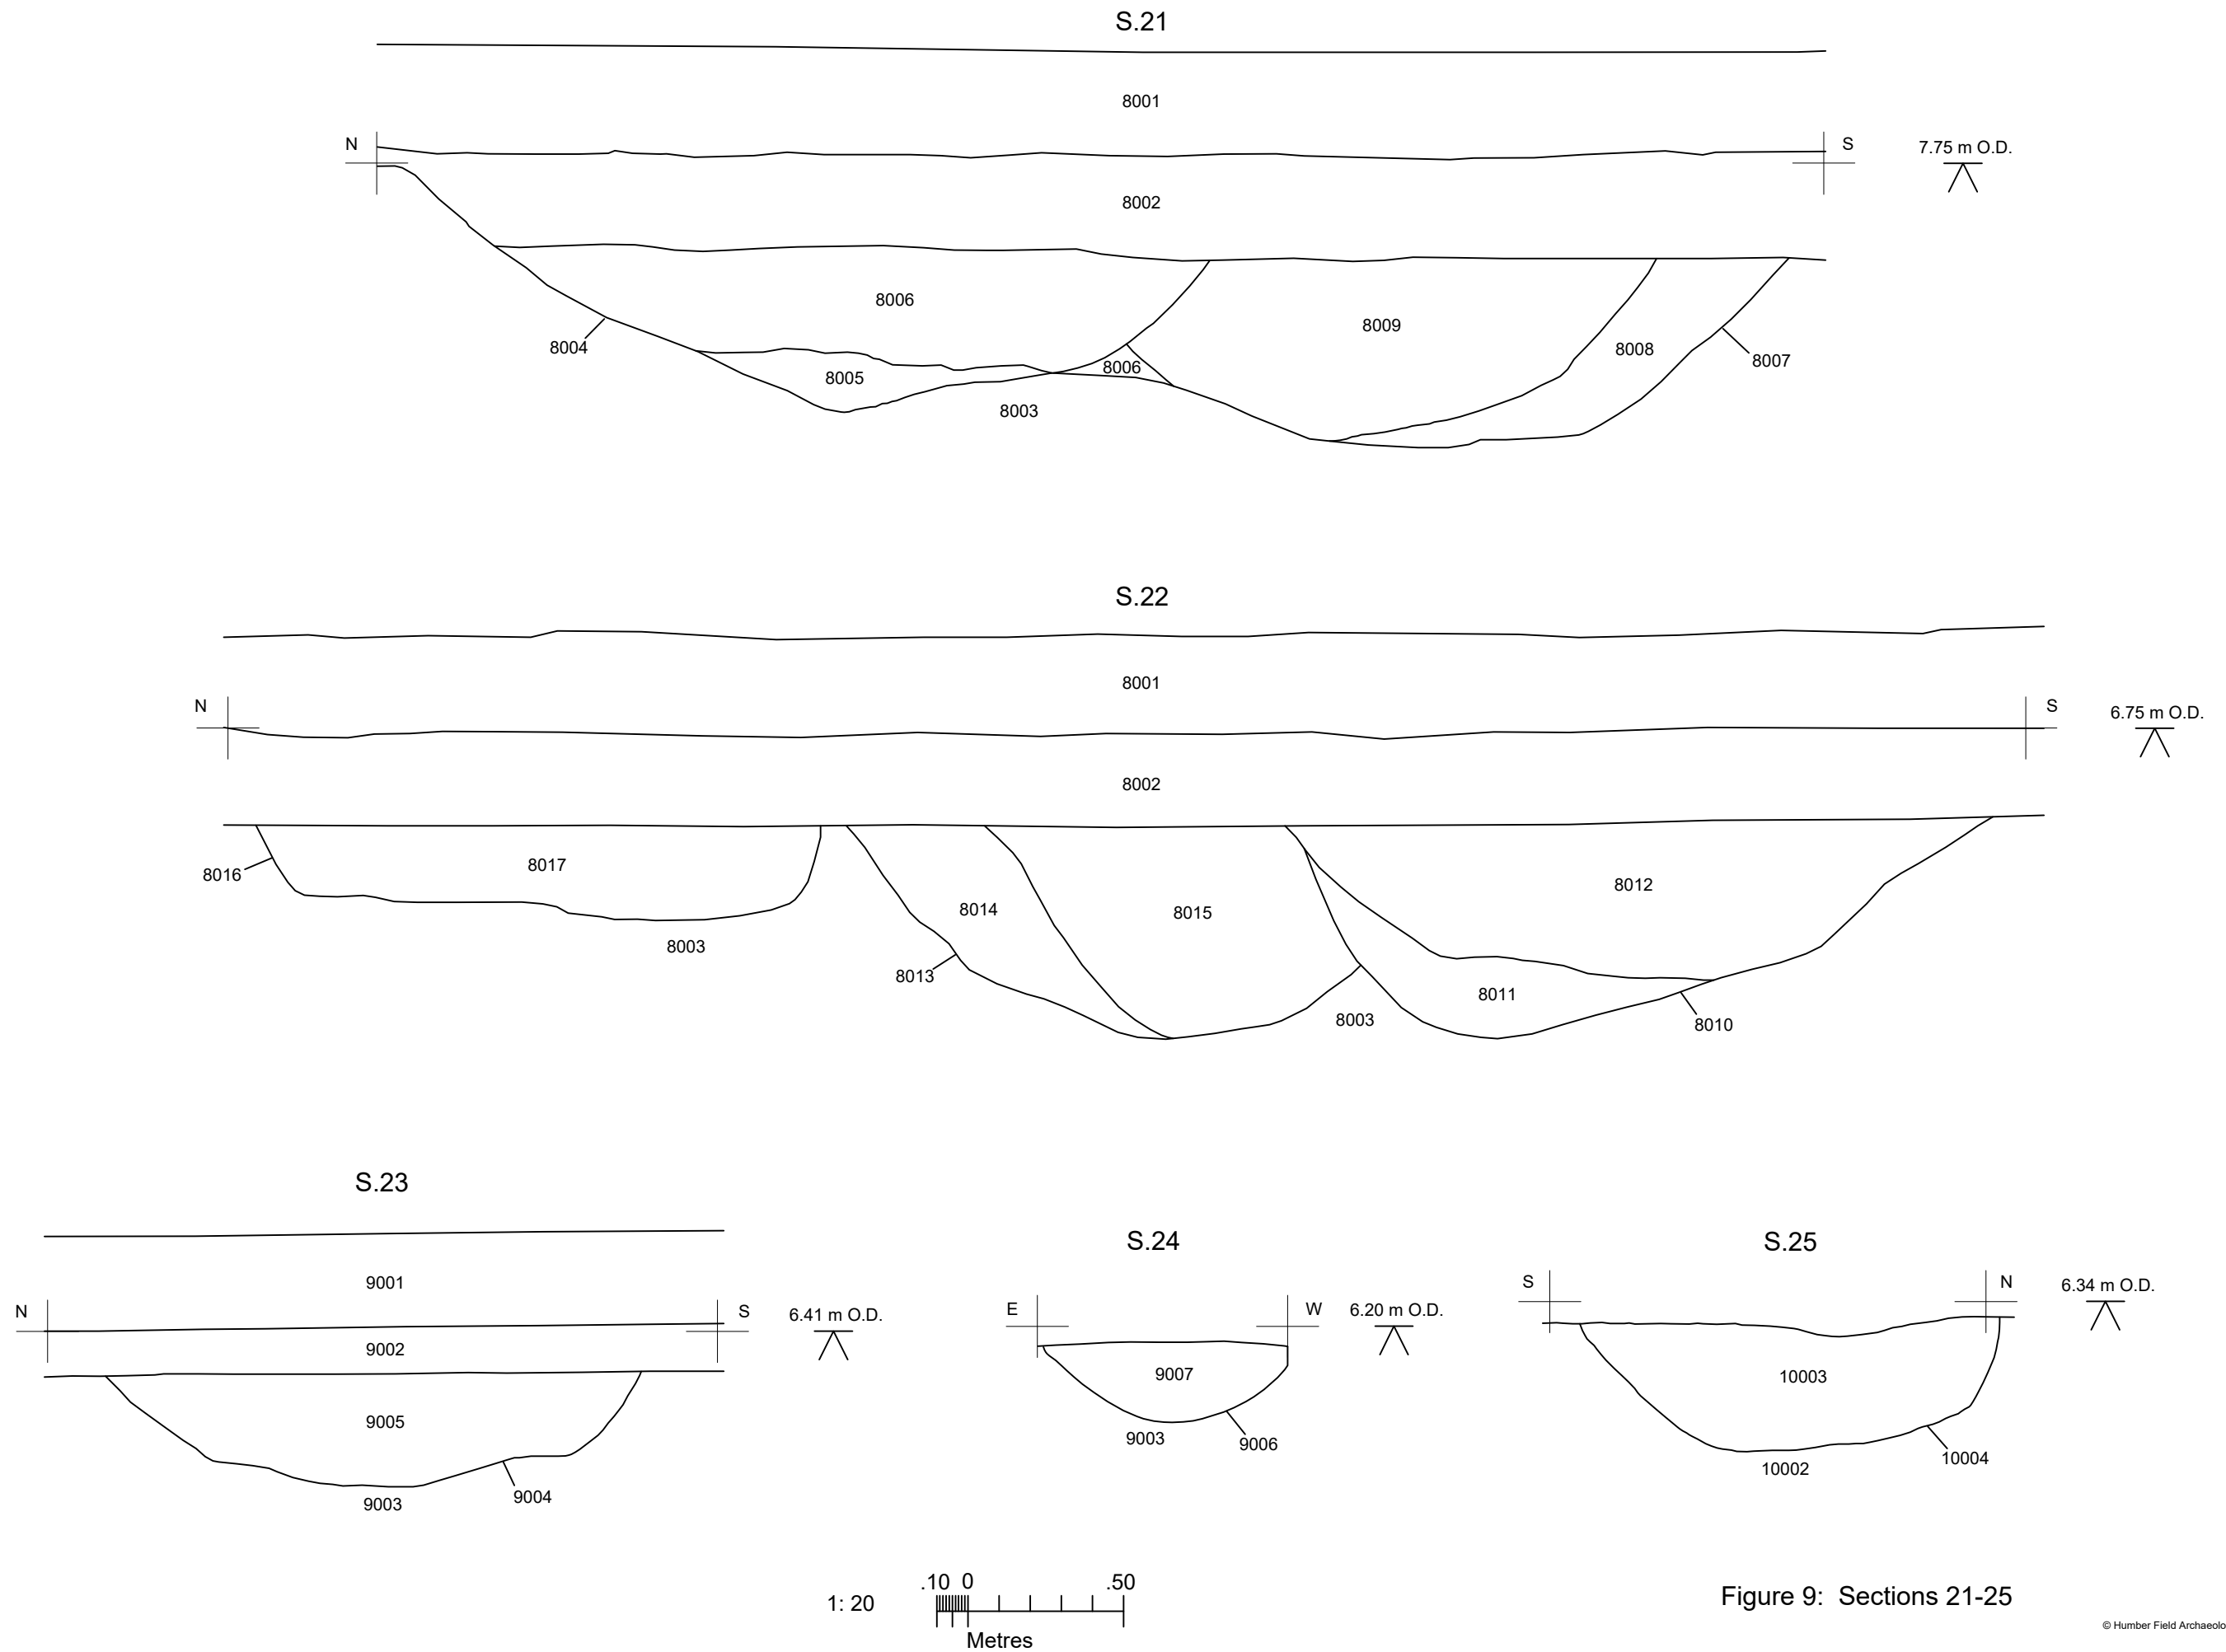 S.21
8001
N
S
7.75 m O.D.
8002
8006
8009
8004
8008
8007
8005
8006
8003
S.22
8001
N
S
6.75 m O.D.
8002
8016
8017
8012
8014
8015
8003
8013
8011
8003
8010
S.23
9001
N
S
6.41 m O.D.
9002
9005
9003
9004
S.24
E
W
6.20 m O.D.
9007
9003
9006
S.25
S
N
6.34 m O.D.
10003
10002
10004
1: 20
.10 0 .50
Metres
Figure 9: Sections 21-25
© Humber Field Archaeolo